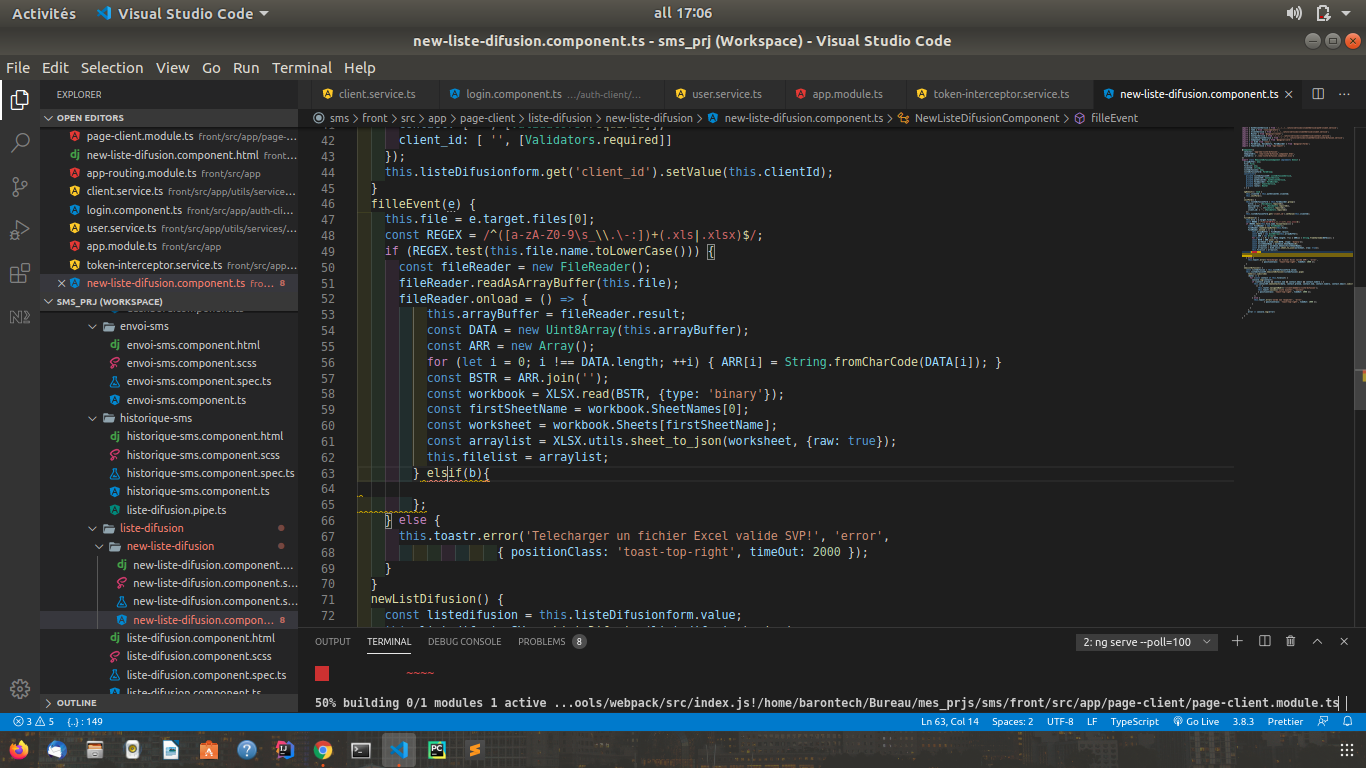 Activités
Visual Studio Code
all 17:06
new-liste-difusion.component.ts - sms_prj (Workspace) - Visual Studio Code
File Edit Selection View Go Run Terminal Help
EXPLORER
OPEN EDITORS
page-client.module.ts front/src/app/page-...
new-liste-difusion.component.html front...
app-routing.module.ts front/src/app
client.service.ts front/src/app/utils/service...
login.component.ts front/src/app/auth-cli...
user.service.ts front/src/app/utils/services/...
app.module.ts front/src/app
token-interceptor.service.ts front/src/app...
new-liste-difusion.component.ts fro... 8
SMS_PRJ (WORKSPACE)
envoi-sms
envoi-sms.component.html
envoi-sms.component.scss
envoi-sms.component.spec.ts
envoi-sms.component.ts
historique-sms
historique-sms.component.html
historique-sms.component.scss
historique-sms.component.spec.ts
historique-sms.component.ts
liste-difusion.pipe.ts
liste-difusion
new-liste-difusion
new-liste-difusion.component....
new-liste-difusion.component.s...
new-liste-difusion.component.s...
new-liste-difusion.compon... 8
liste-difusion.component.html
liste-difusion.component.scss
liste-difusion.component.spec.ts
liste-difusion.component.ts
OUTLINE
client.service.ts
login.component.ts .../auth-client/...
user.service.ts
app.module.ts
token-interceptor.service.ts
new-liste-difusion.component.ts
sms > front > src > app > page-client > liste-difusion > new-liste-difusion > new-liste-difusion.component.ts > NewListeDifusionComponent > filleEvent
42 client_id: [ '', [Validators.required]]
43 });
44 this.listeDifusionform.get('client_id').setValue(this.clientId);
45 }
46 filleEvent(e) {
47 this.file = e.target.files[0];
48 const REGEX = /^([a-zA-Z0-9\s_\\.\-:])+(.xls|.xlsx)$/;
49 if (REGEX.test(this.file.name.toLowerCase())) {
50 const fileReader = new FileReader();
51 fileReader.readAsArrayBuffer(this.file);
52 fileReader.onload = () => {
53 this.arrayBuffer = fileReader.result;
54 const DATA = new Uint8Array(this.arrayBuffer);
55 const ARR = new Array();
56 for (let i = 0; i !== DATA.length; ++i) { ARR[i] = String.fromCharCode(DATA[i]); }
57 const BSTR = ARR.join('');
58 const workbook = XLSX.read(BSTR, {type: 'binary'});
59 const firstSheetName = workbook.SheetNames[0];
60 const worksheet = workbook.Sheets[firstSheetName];
61 const arraylist = XLSX.utils.sheet_to_json(worksheet, {raw: true});
62 this.filelist = arraylist;
63 } elsif(b){
64
65 };
66 } else {
67 this.toastr.error('Telecharger un fichier Excel valide SVP!', 'error',
68 { positionClass: 'toast-top-right', timeOut: 2000 });
69 }
70 }
71 newListDifusion() {
72 const listedifusion = this.listeDifusionform.value;
OUTPUT TERMINAL DEBUG CONSOLE PROBLEMS 8
2: ng serve --poll=100
~~~~
50% building 0/1 modules 1 active ...ools/webpack/src/index.js!/home/barontech/Bureau/mes_prjs/sms/front/src/app/page-client/page-client.module.ts
3 5 {..} : 149
Ln 63, Col 14 Spaces: 2 UTF-8 LF TypeScript Go Live 3.8.3 Prettier